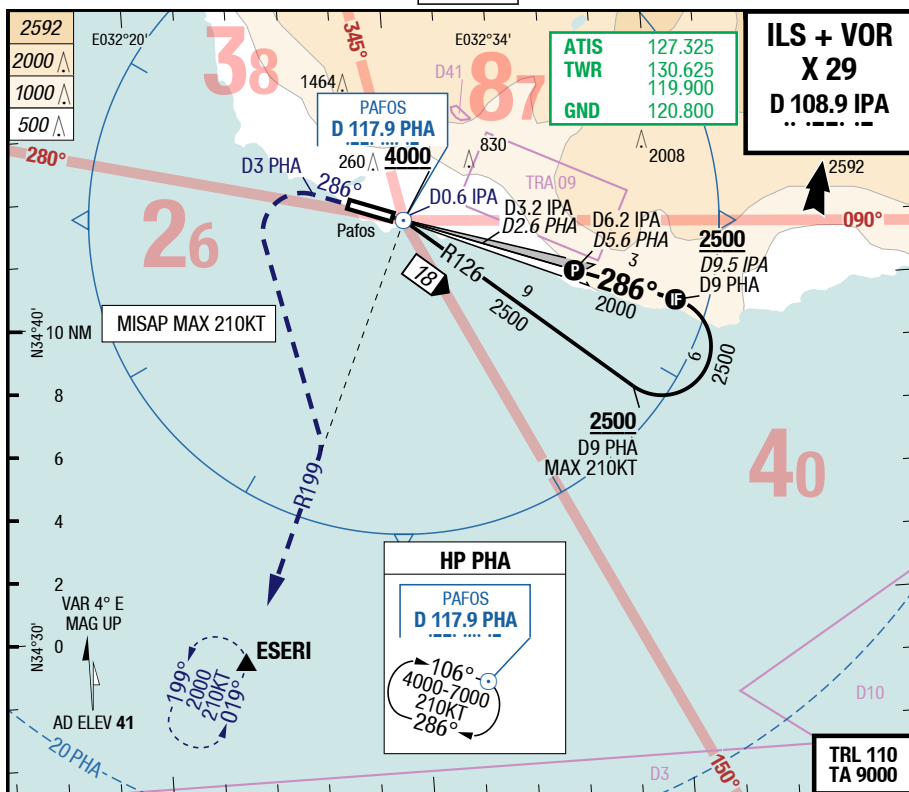 2592
2000
1000
500
E032°20'
38
345°
1464
E032°34'
D41
87
ATIS 127.325
TWR 130.625
119.900
GND 120.800
ILS + VOR
X 29
D 108.9 IPA
PAFOS
D 117.9 PHA
280°
D3 PHA
286°
260
4000
830
2008
2592
TRA 09
D0.6 IPA
Pafos
D3.2 IPA
D2.6 PHA
D6.2 IPA
D5.6 PHA
090°
26
R126
18
P
3
286°
2000
IF
2500
D9.5 IPA
D9 PHA
9
2500
6
2500
N34°40'
10 NM
MISAP MAX 210KT
8
2500
D9 PHA
MAX 210KT
6
40
R199
4
HP PHA
PAFOS
D 117.9 PHA
2
VAR 4° E
MAG UP
N34°30'
0
ESERI
199°
2000
210KT
019°
106°
4000-7000
210KT
286°
D10
AD ELEV 41
20 PHA
D3
150°
TRL 110
TA 9000